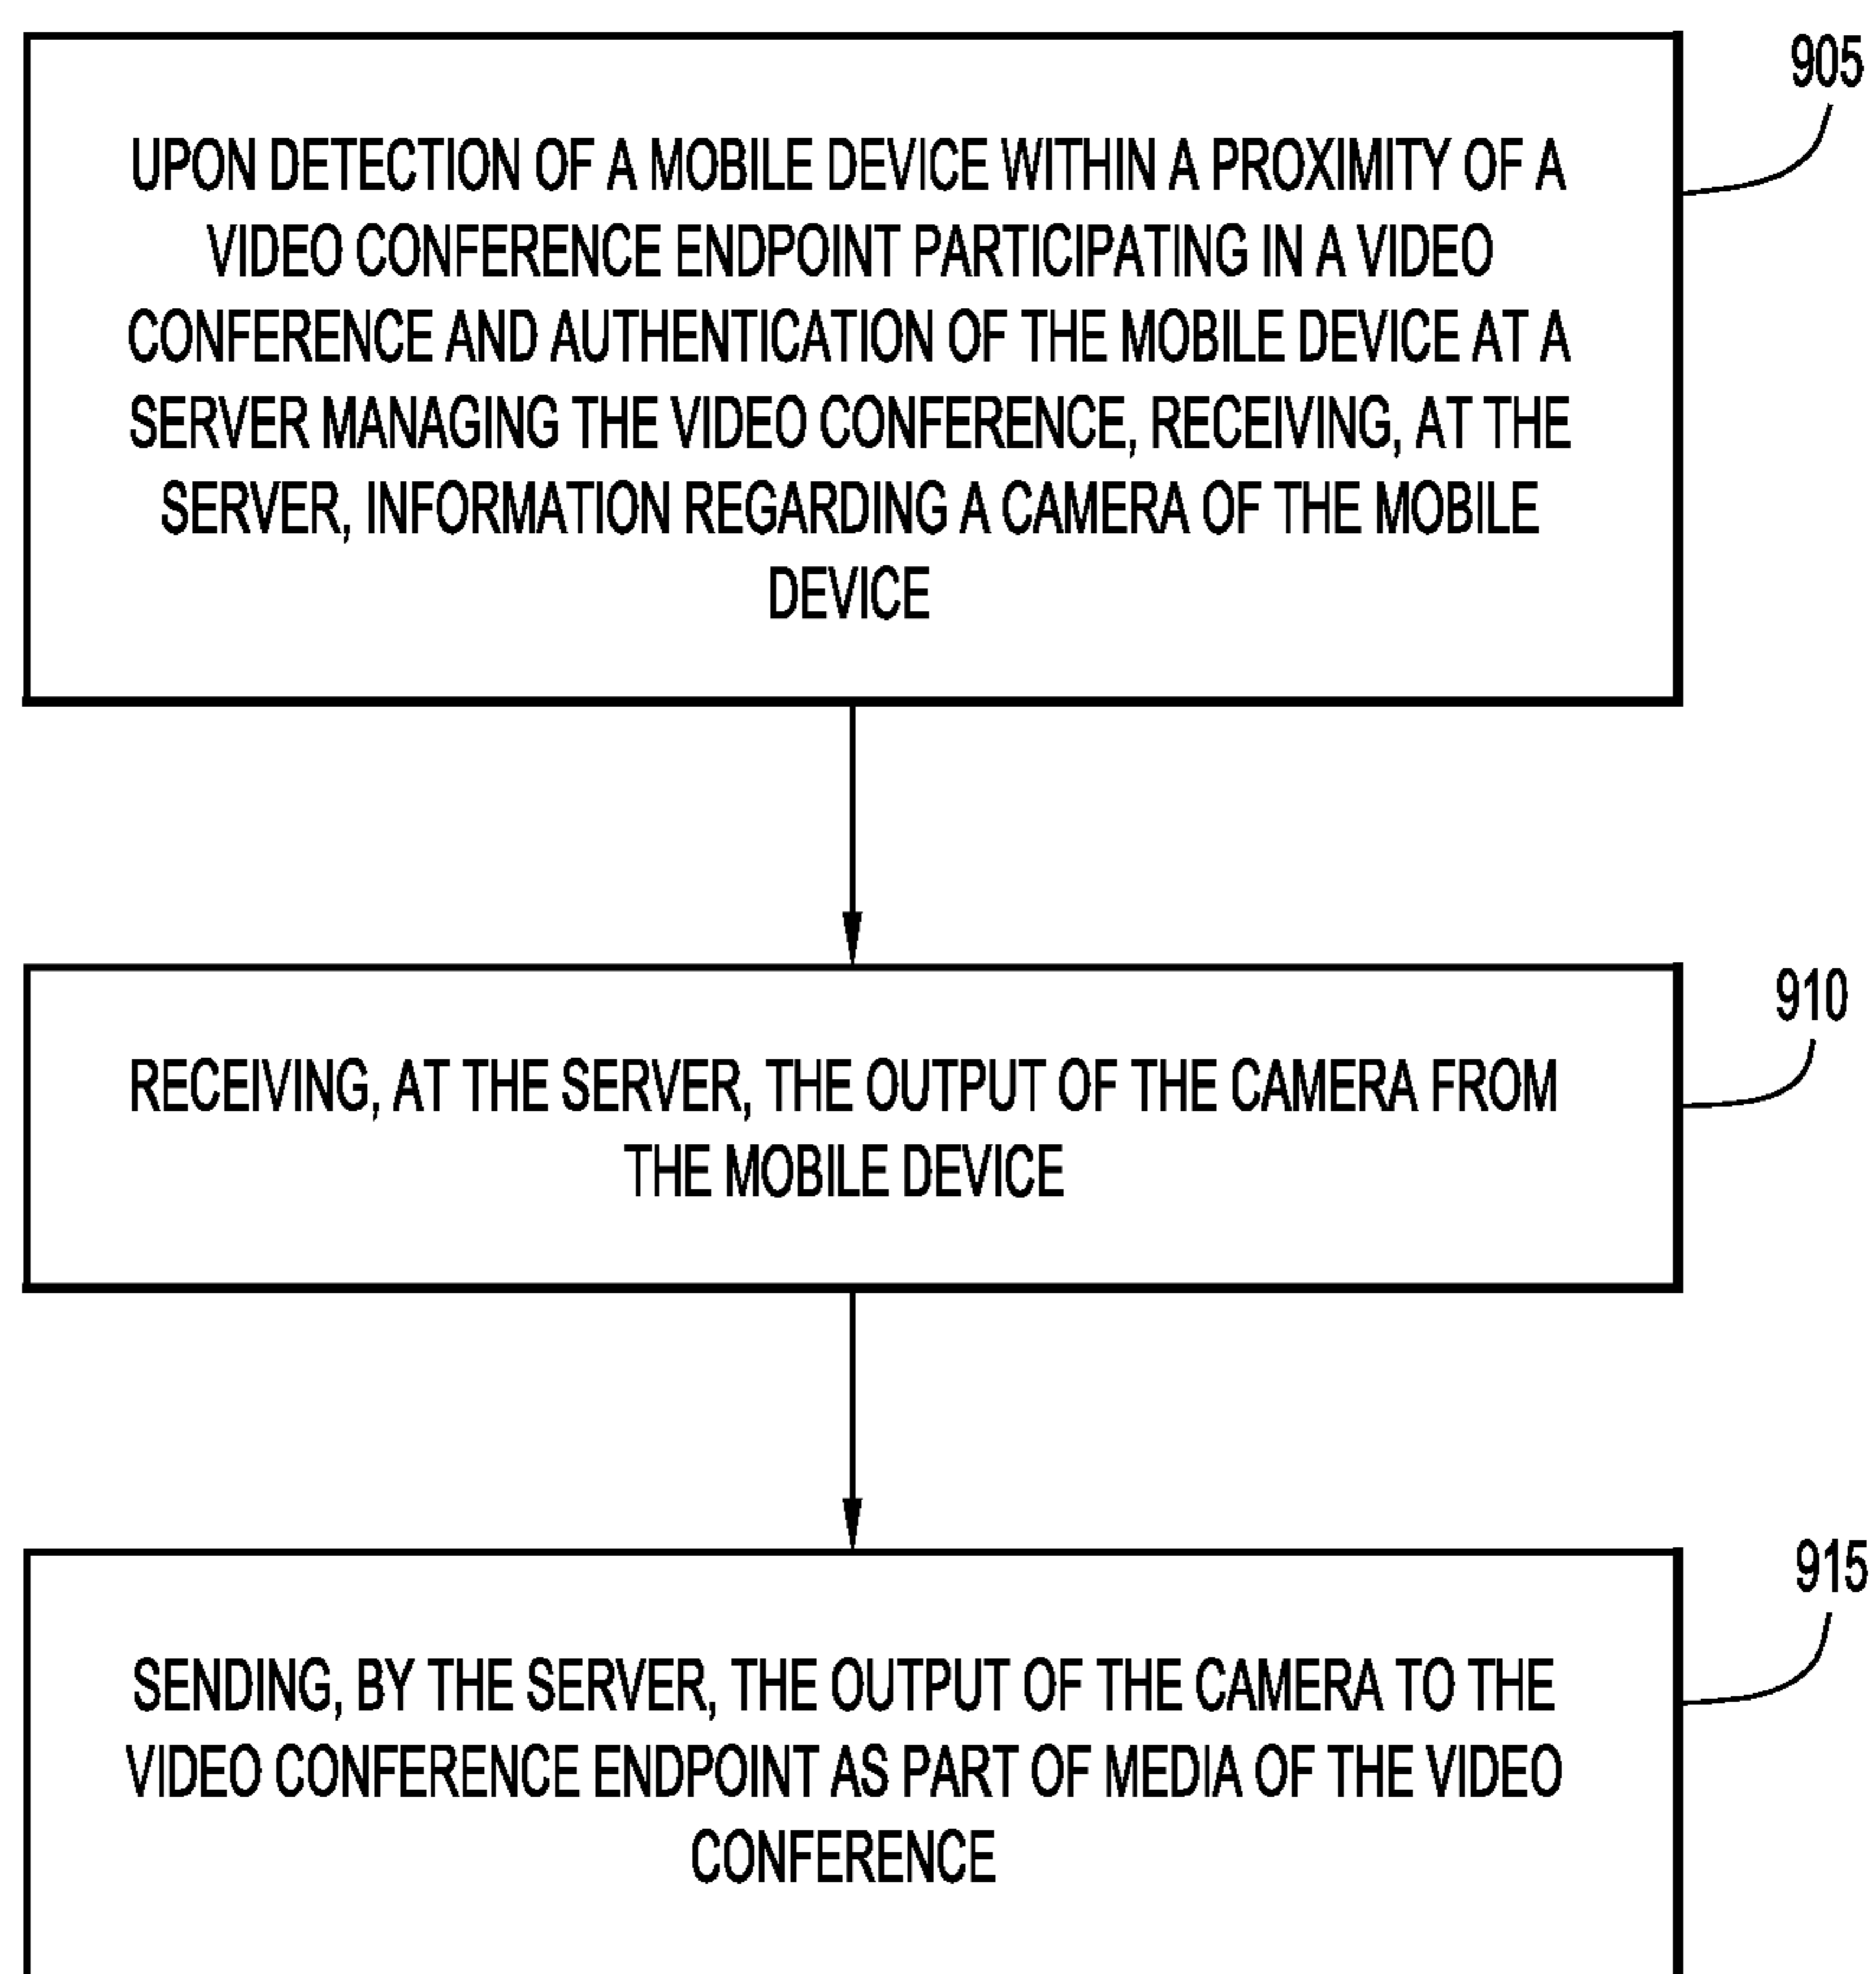 905
UPON DETECTION OF A MOBILE DEVICE WITHIN A PROXIMITY OF A
VIDEO CONFERENCE ENDPOINT PARTICIPATING IN A VIDEO
CONFERENCE AND AUTHENTICATION OF THE MOBILE DEVICE AT A
SERVER MANAGING THE VIDEO CONFERENCE, RECEIVING, AT THE
SERVER, INFORMATION REGARDING A CAMERA OF THE MOBILE
DEVICE
910
RECEIVING, AT THE SERVER, THE OUTPUT OF THE CAMERA FROM
THE MOBILE DEVICE
915
SENDING, BY THE SERVER, THE OUTPUT OF THE CAMERA TO THE
VIDEO CONFERENCE ENDPOINT AS PART OF MEDIA OF THE VIDEO
CONFERENCE